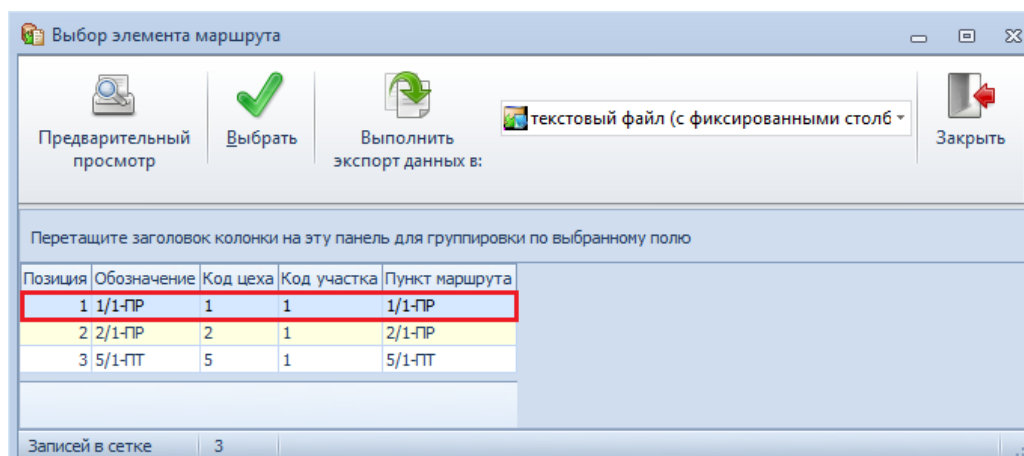 Выбор элемента маршрута
Предварительный
просмотр
Выбрать
Выполнить
экспорт данных в:
текстовый файл (с фиксированными столб
Закрыть
Перетащите заголовок колонки на эту панель для группировки по выбранному полю
Позиция Обозначение Код цеха Код участка Пункт маршрута
1 1/1-ПР 1 1 1/1-ПР
2 2/1-ПР 2 1 2/1-ПР
3 5/1-ПТ 5 1 5/1-ПТ
Записей в сетке 3